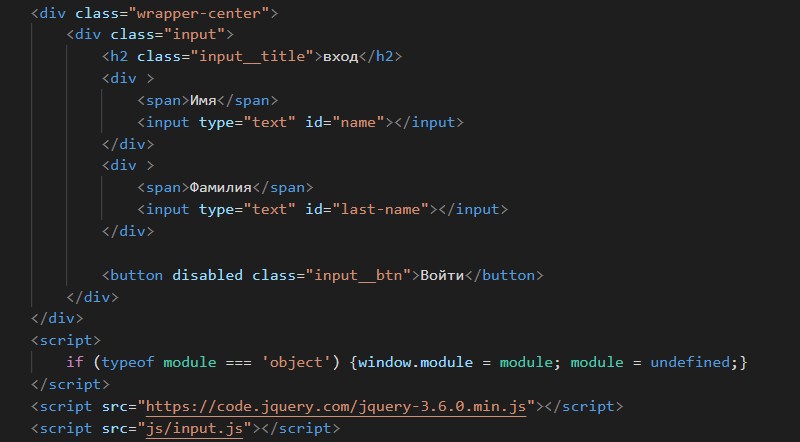 <div class="wrapper-center">
<div class="input">
<h2 class="input__title">вход</h2>
<div >
<span>Имя</span>
<input type="text" id="name"></input>
</div>
<div >
<span>Фамилия</span>
<input type="text" id="last-name"></input>
</div>
<button disabled class="input__btn">Войти</button>
</div>
</div>
<script>
if (typeof module === 'object') {window.module = module; module = undefined;}
</script>
<script src="https://code.jquery.com/jquery-3.6.0.min.js"></script>
<script src="js/input.js"></script>